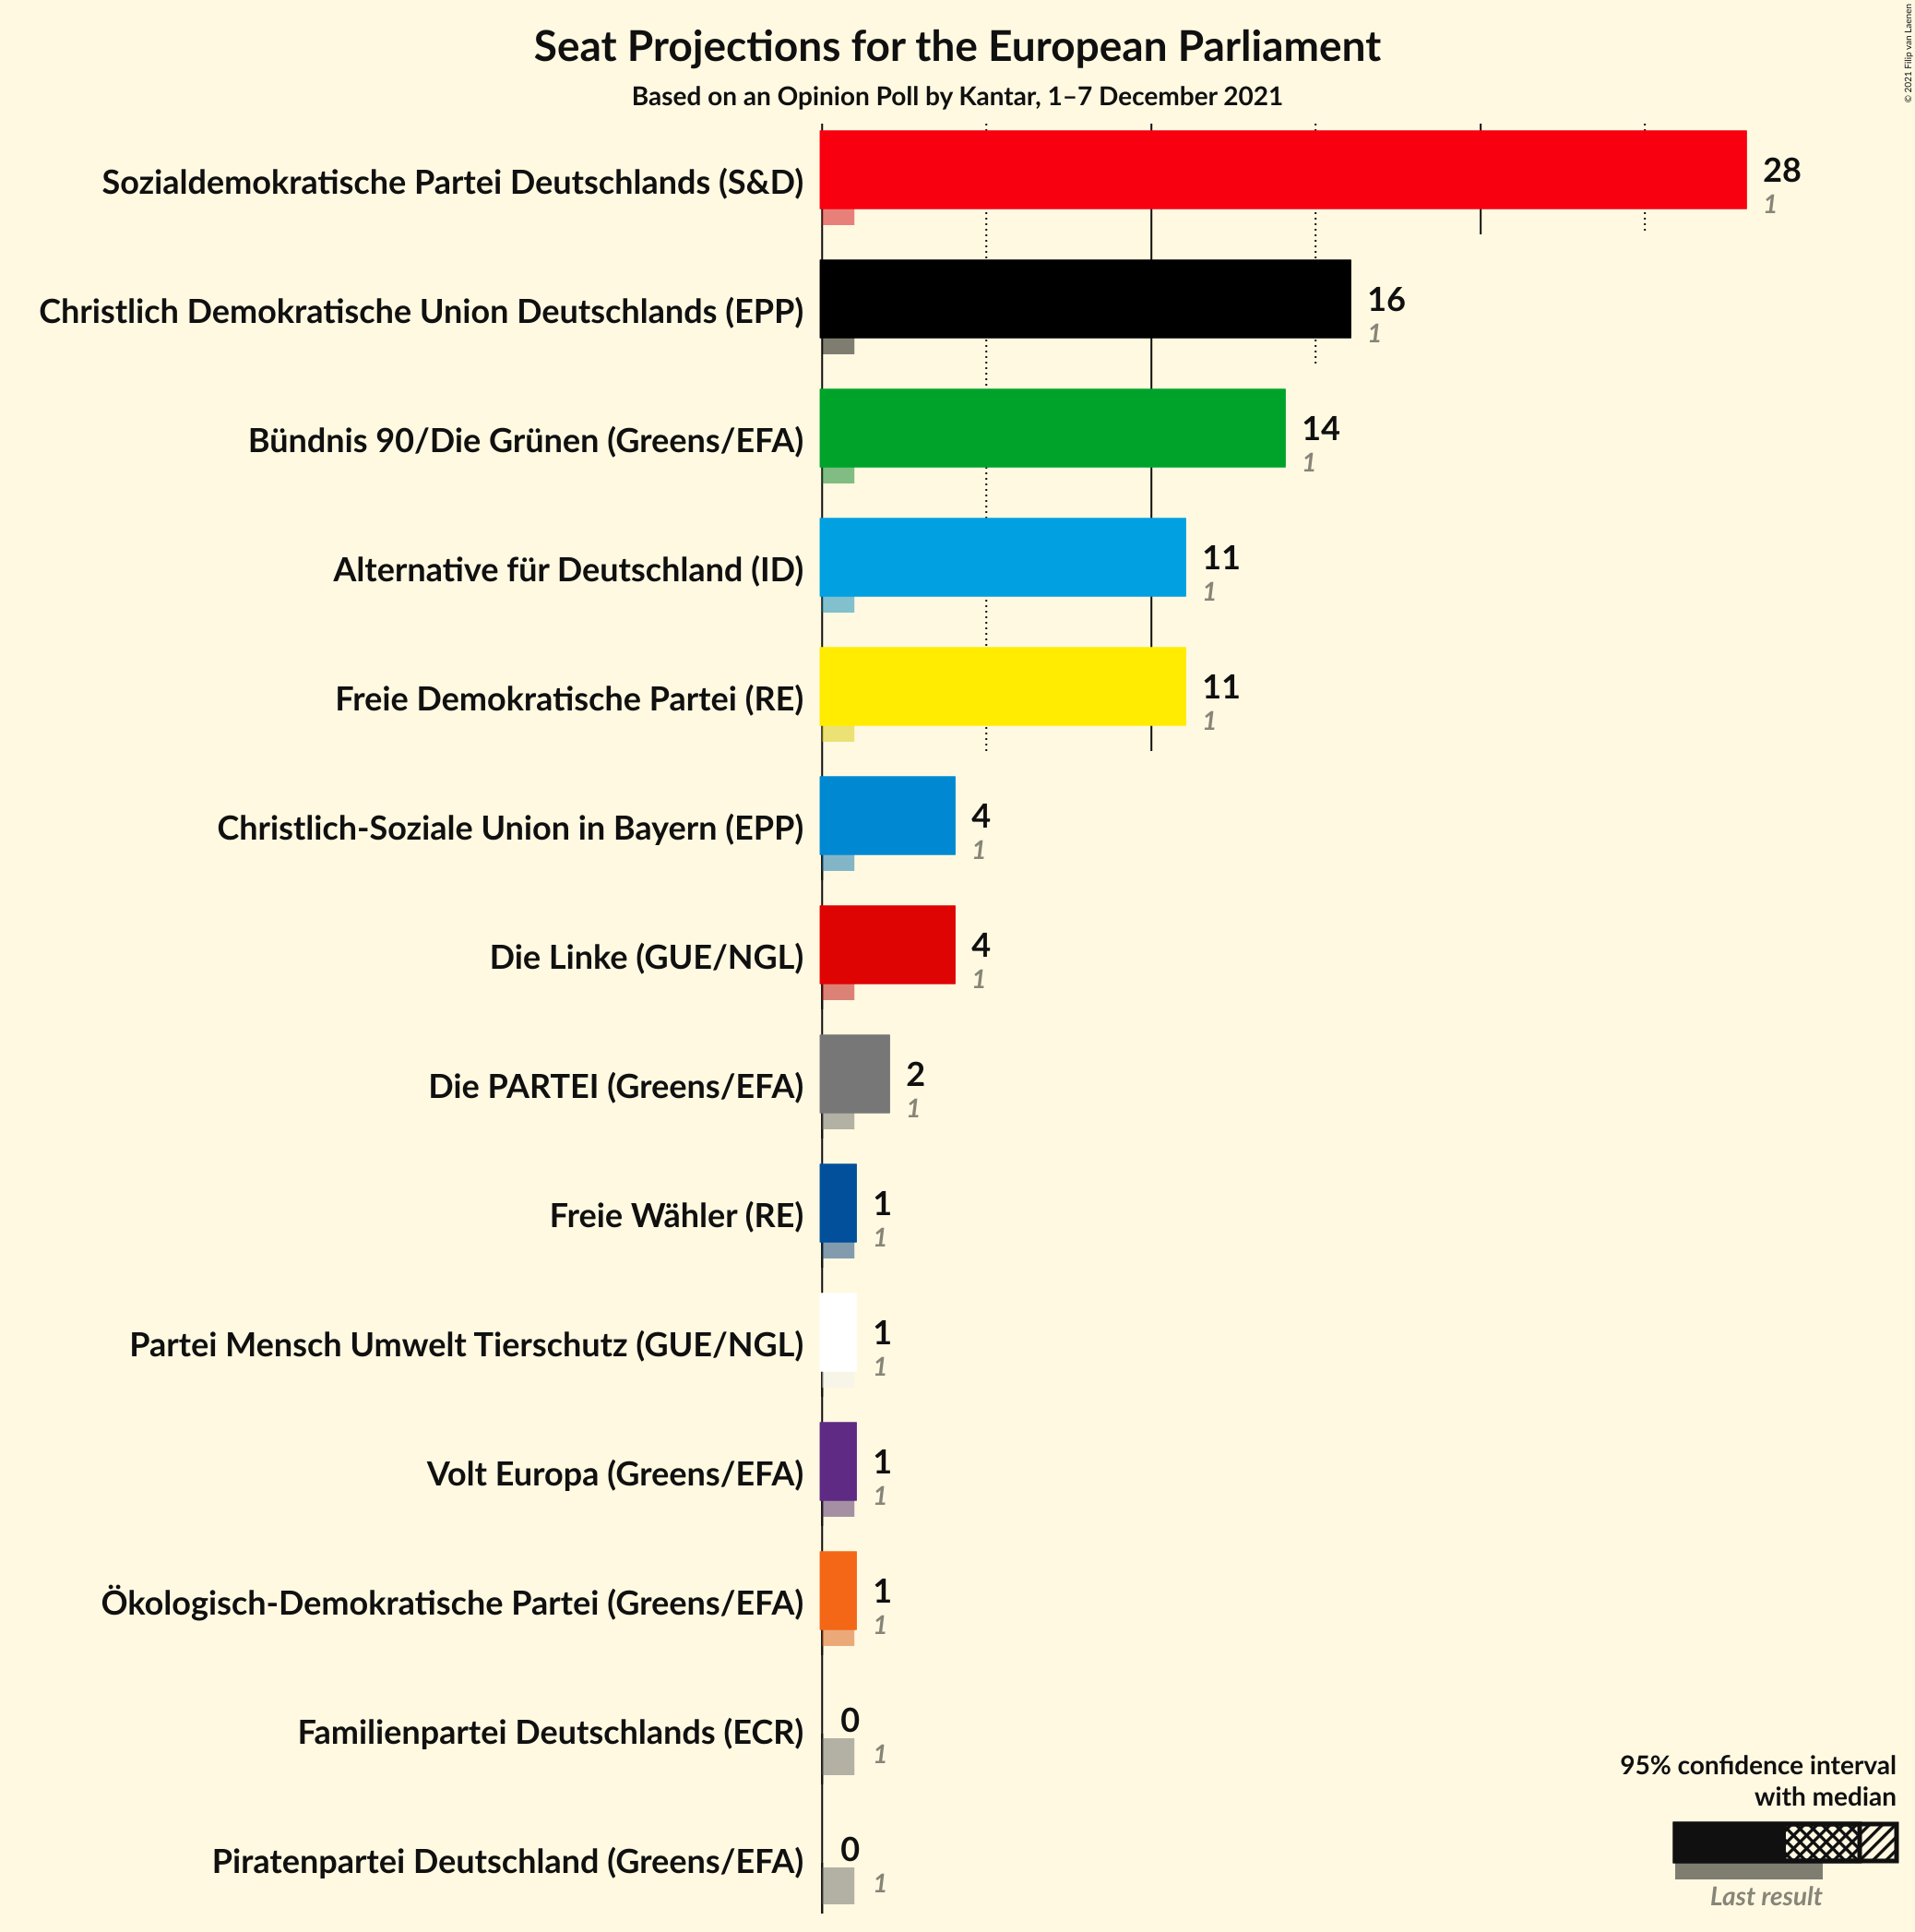 Seat Projections for the European Parliament
Based on an Opinion Poll by Kantar, 1–7 December 2021
© 2021 Filip van Laenen
Sozialdemokratische Partei Deutschlands (S&D)
28
1
Christlich Demokratische Union Deutschlands (EPP)
16
1
Bündnis 90/Die Grünen (Greens/EFA)
14
1
Alternative für Deutschland (ID)
11
1
Freie Demokratische Partei (RE)
11
1
Christlich-Soziale Union in Bayern (EPP)
4
1
Die Linke (GUE/NGL)
4
1
Die PARTEI (Greens/EFA)
2
1
Freie Wähler (RE)
1
1
Partei Mensch Umwelt Tierschutz (GUE/NGL)
1
1
Volt Europa (Greens/EFA)
1
1
Ökologisch-Demokratische Partei (Greens/EFA)
1
1
Familienpartei Deutschlands (ECR)
0
1
Piratenpartei Deutschland (Greens/EFA)
0
1
95% confidence interval
with median
Last result